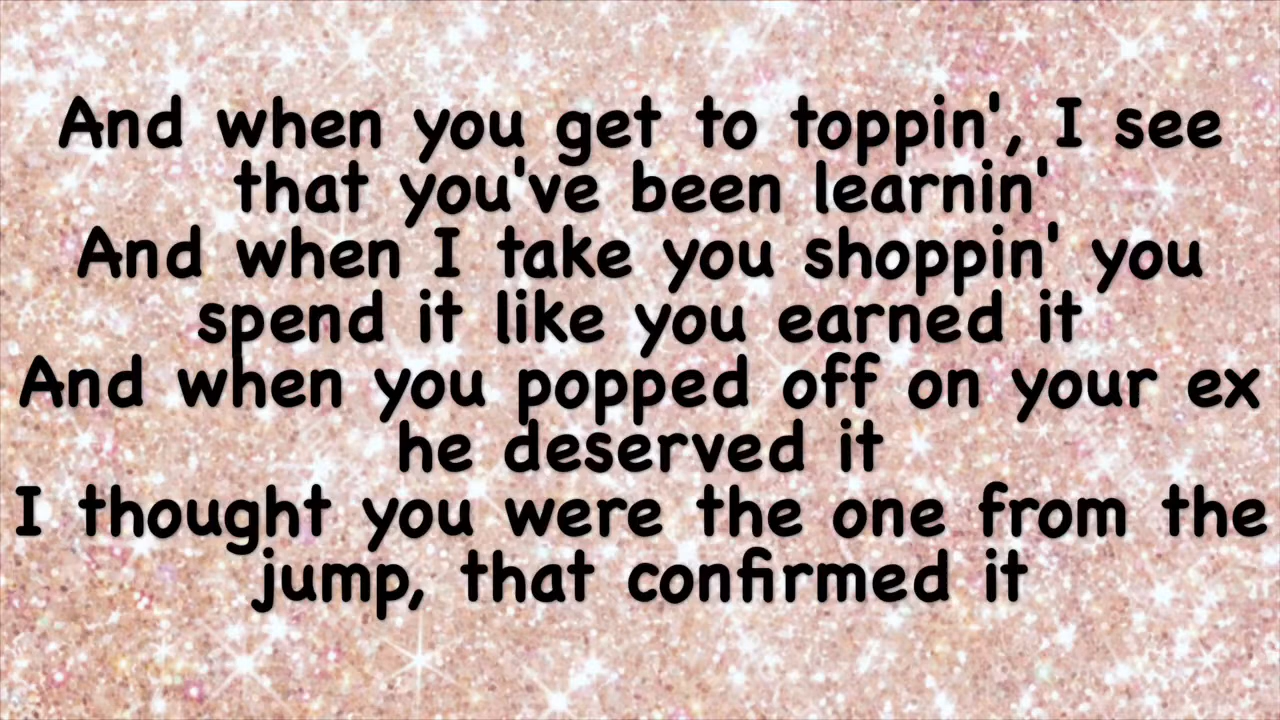 And when you get to toppin', I see
that you've been learnin'
And when I take you shoppin' you
spend it like you earned it
And when you popped off on your ex
he deserved it
I thought you were the one from the
jump, that confirmed it